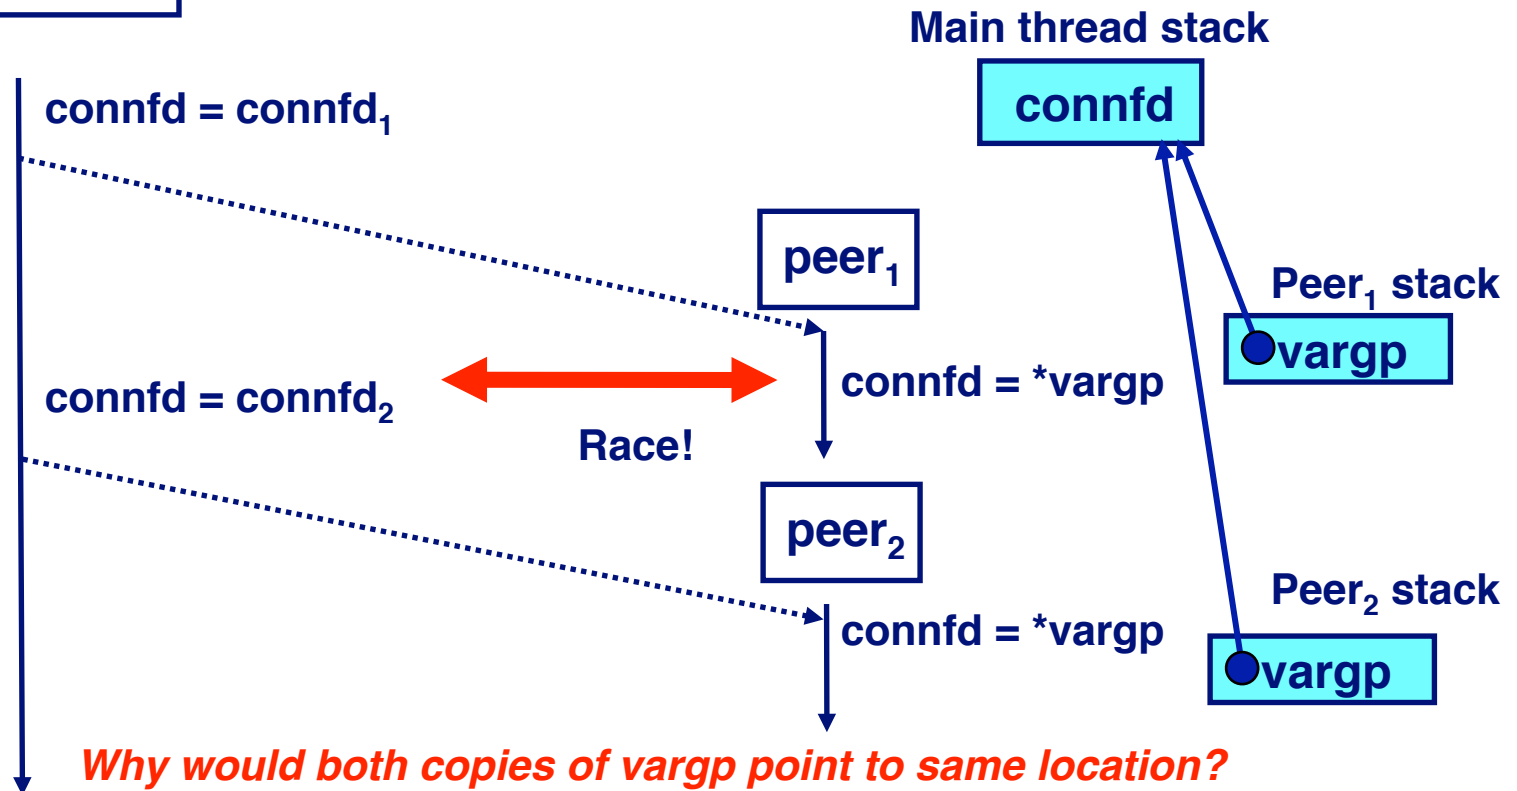 Main thread stack
connfd
connfd = connfd₁
peer₁
Peer₁ stack
vargp
connfd = *vargp
connfd = connfd₂
Race!
peer₂
Peer₂ stack
connfd = *vargp
vargp
Why would both copies of vargp point to same location?